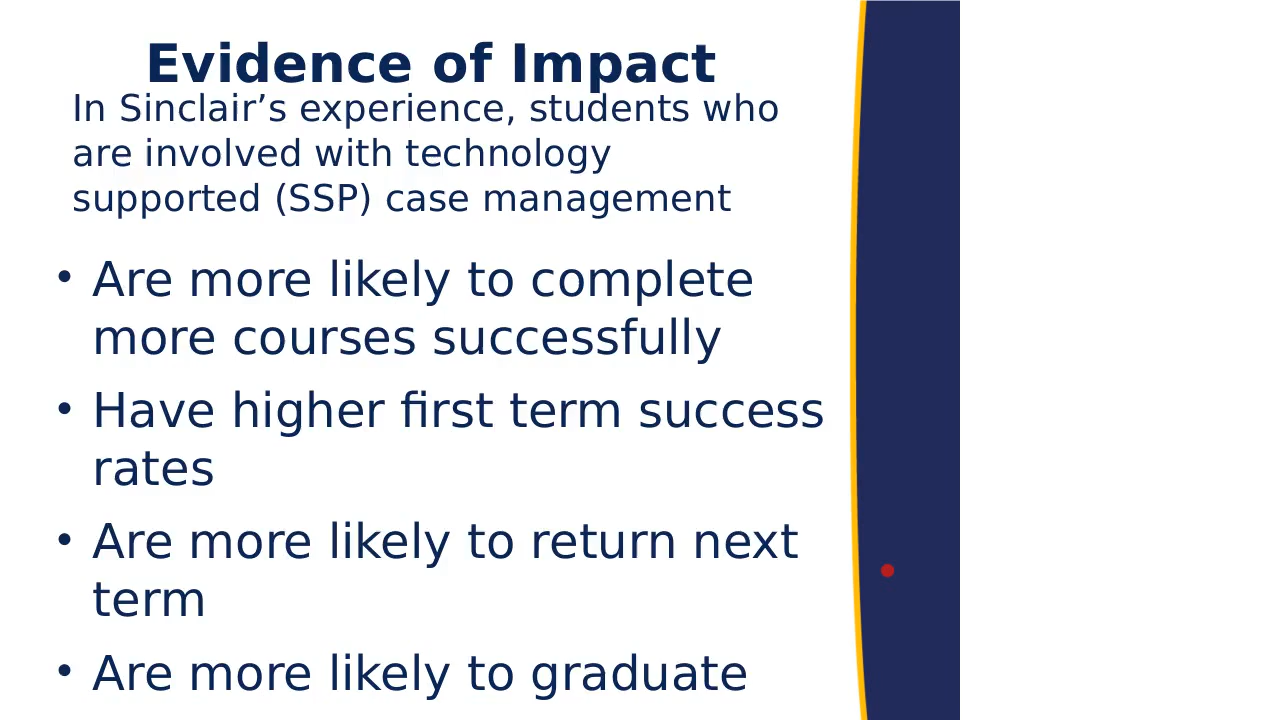 Evidence of Impact
In Sinclair’s experience, students who
are involved with technology
supported (SSP) case management
• Are more likely to complete
more courses successfully
• Have higher first term success
rates
• Are more likely to return next
term
• Are more likely to graduate